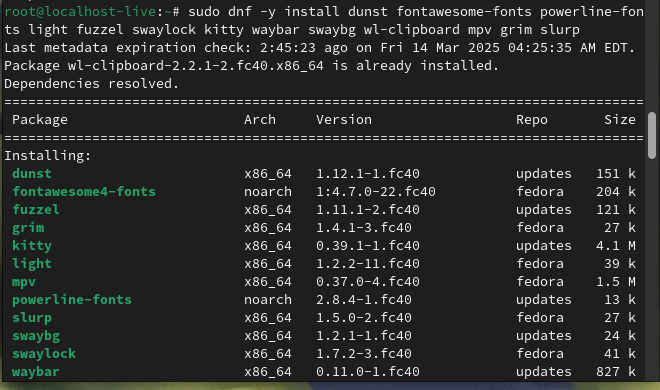 root@localhost-live:~# sudo dnf -y install dunst fontawesome-fonts powerline-fon
ts light fuzzel swaylock kitty waybar swaybg wl-clipboard mpv grim slurp
Last metadata expiration check: 2:45:23 ago on Fri 14 Mar 2025 04:25:35 AM EDT.
Package wl-clipboard-2.2.1-2.fc40.x86_64 is already installed.
Dependencies resolved.
================================================================================
Package Arch Version Repo Size
================================================================================
Installing:
dunst x86_64 1.12.1-1.fc40 updates 151 k
fontawesome4-fonts noarch 1:4.7.0-22.fc40 fedora 204 k
fuzzel x86_64 1.11.1-2.fc40 updates 121 k
grim x86_64 1.4.1-3.fc40 fedora 27 k
kitty x86_64 0.39.1-1.fc40 updates 4.1 M
light x86_64 1.2.2-11.fc40 fedora 39 k
mpv x86_64 0.37.0-4.fc40 fedora 1.5 M
powerline-fonts noarch 2.8.4-1.fc40 updates 13 k
slurp x86_64 1.5.0-2.fc40 fedora 27 k
swaybg x86_64 1.2.1-1.fc40 updates 24 k
swaylock x86_64 1.7.2-3.fc40 fedora 41 k
waybar x86_64 0.11.0-1.fc40 updates 827 k